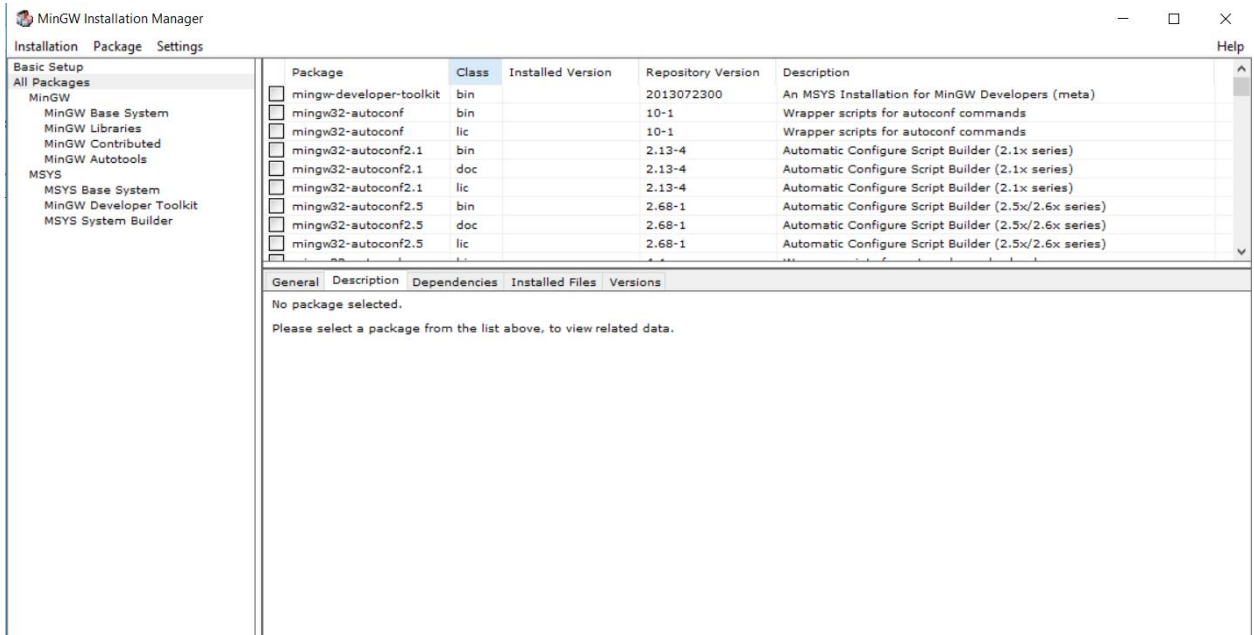 MinGW Installation Manager
Installation Package Settings Help
Basic Setup
All Packages
MinGW
MinGW Base System
MinGW Libraries
MinGW Contributed
MinGW Autotools
MSYS
MSYS Base System
MinGW Developer Toolkit
MSYS System Builder
Package Class Installed Version Repository Version Description
mingw-developer-toolkit bin 2013072300 An MSYS Installation for MinGW Developers (meta)
mingw32-autoconf bin 10-1 Wrapper scripts for autoconf commands
mingw32-autoconf lic 10-1 Wrapper scripts for autoconf commands
mingw32-autoconf2.1 bin 2.13-4 Automatic Configure Script Builder (2.1x series)
mingw32-autoconf2.1 doc 2.13-4 Automatic Configure Script Builder (2.1x series)
mingw32-autoconf2.1 lic 2.13-4 Automatic Configure Script Builder (2.1x series)
mingw32-autoconf2.5 bin 2.68-1 Automatic Configure Script Builder (2.5x/2.6x series)
mingw32-autoconf2.5 doc 2.68-1 Automatic Configure Script Builder (2.5x/2.6x series)
mingw32-autoconf2.5 lic 2.68-1 Automatic Configure Script Builder (2.5x/2.6x series)
General Description Dependencies Installed Files Versions
No package selected.
Please select a package from the list above, to view related data.